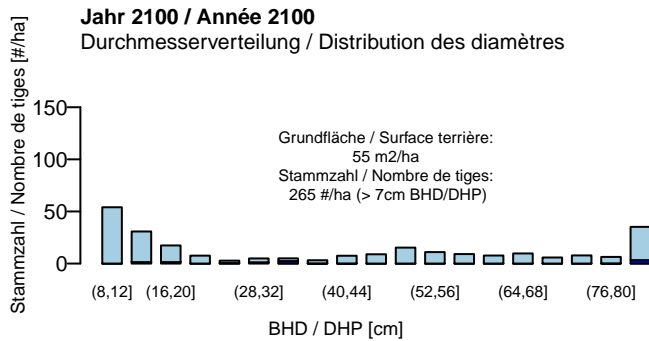 Jahr 2100 / Année 2100
Durchmesserverteilung / Distribution des diamètres
Stammzahl / Nombre de tiges [#/ha]
150
100
50
0
Grundfläche / Surface terrière:
55 m2/ha
Stammzahl / Nombre de tiges:
265 #/ha (> 7cm BHD/DHP)
(8,12] (16,20] (28,32] (40,44] (52,56] (64,68] (76,80]
BHD / DHP [cm]